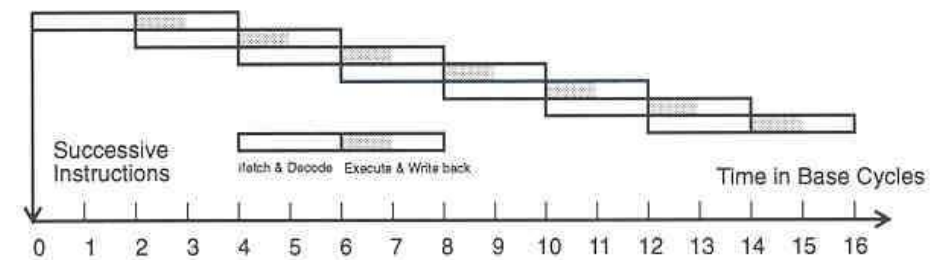 Successive
Instructions
Ifetch & Decode Execute & Write back
Time in Base Cycles
0 1 2 3 4 5 6 7 8 9 10 11 12 13 14 15 16